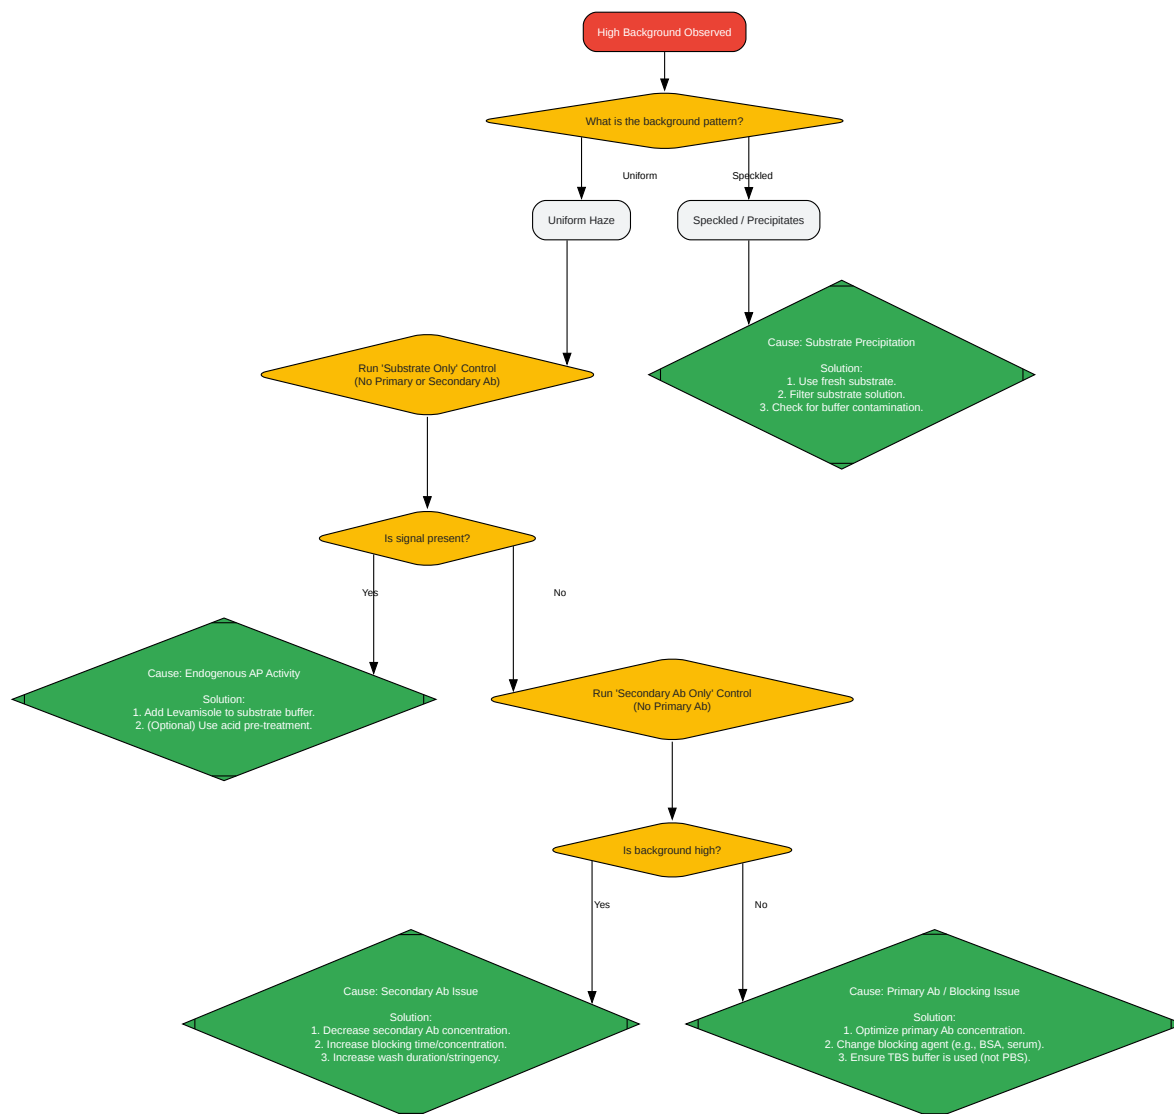 High Background Observed
What is the background pattern?
Uniform
Speckled
Uniform Haze
Speckled / Precipitates
Cause: Substrate Precipitation
Solution:
1. Use fresh substrate.
2. Filter substrate solution.
3. Check for buffer contamination.
Run 'Substrate Only' Control
(No Primary or Secondary Ab)
Is signal present?
Yes
No
Cause: Endogenous AP Activity
Solution:
1. Add Levamisole to substrate buffer.
2. (Optional) Use acid pre-treatment.
Run 'Secondary Ab Only' Control
(No Primary Ab)
Is background high?
Yes
No
Cause: Secondary Ab Issue
Solution:
1. Decrease secondary Ab concentration.
2. Increase blocking time/concentration.
3. Increase wash duration/stringency.
Cause: Primary Ab / Blocking Issue
Solution:
1. Optimize primary Ab concentration.
2. Change blocking agent (e.g., BSA, serum).
3. Ensure TBS buffer is used (not PBS).